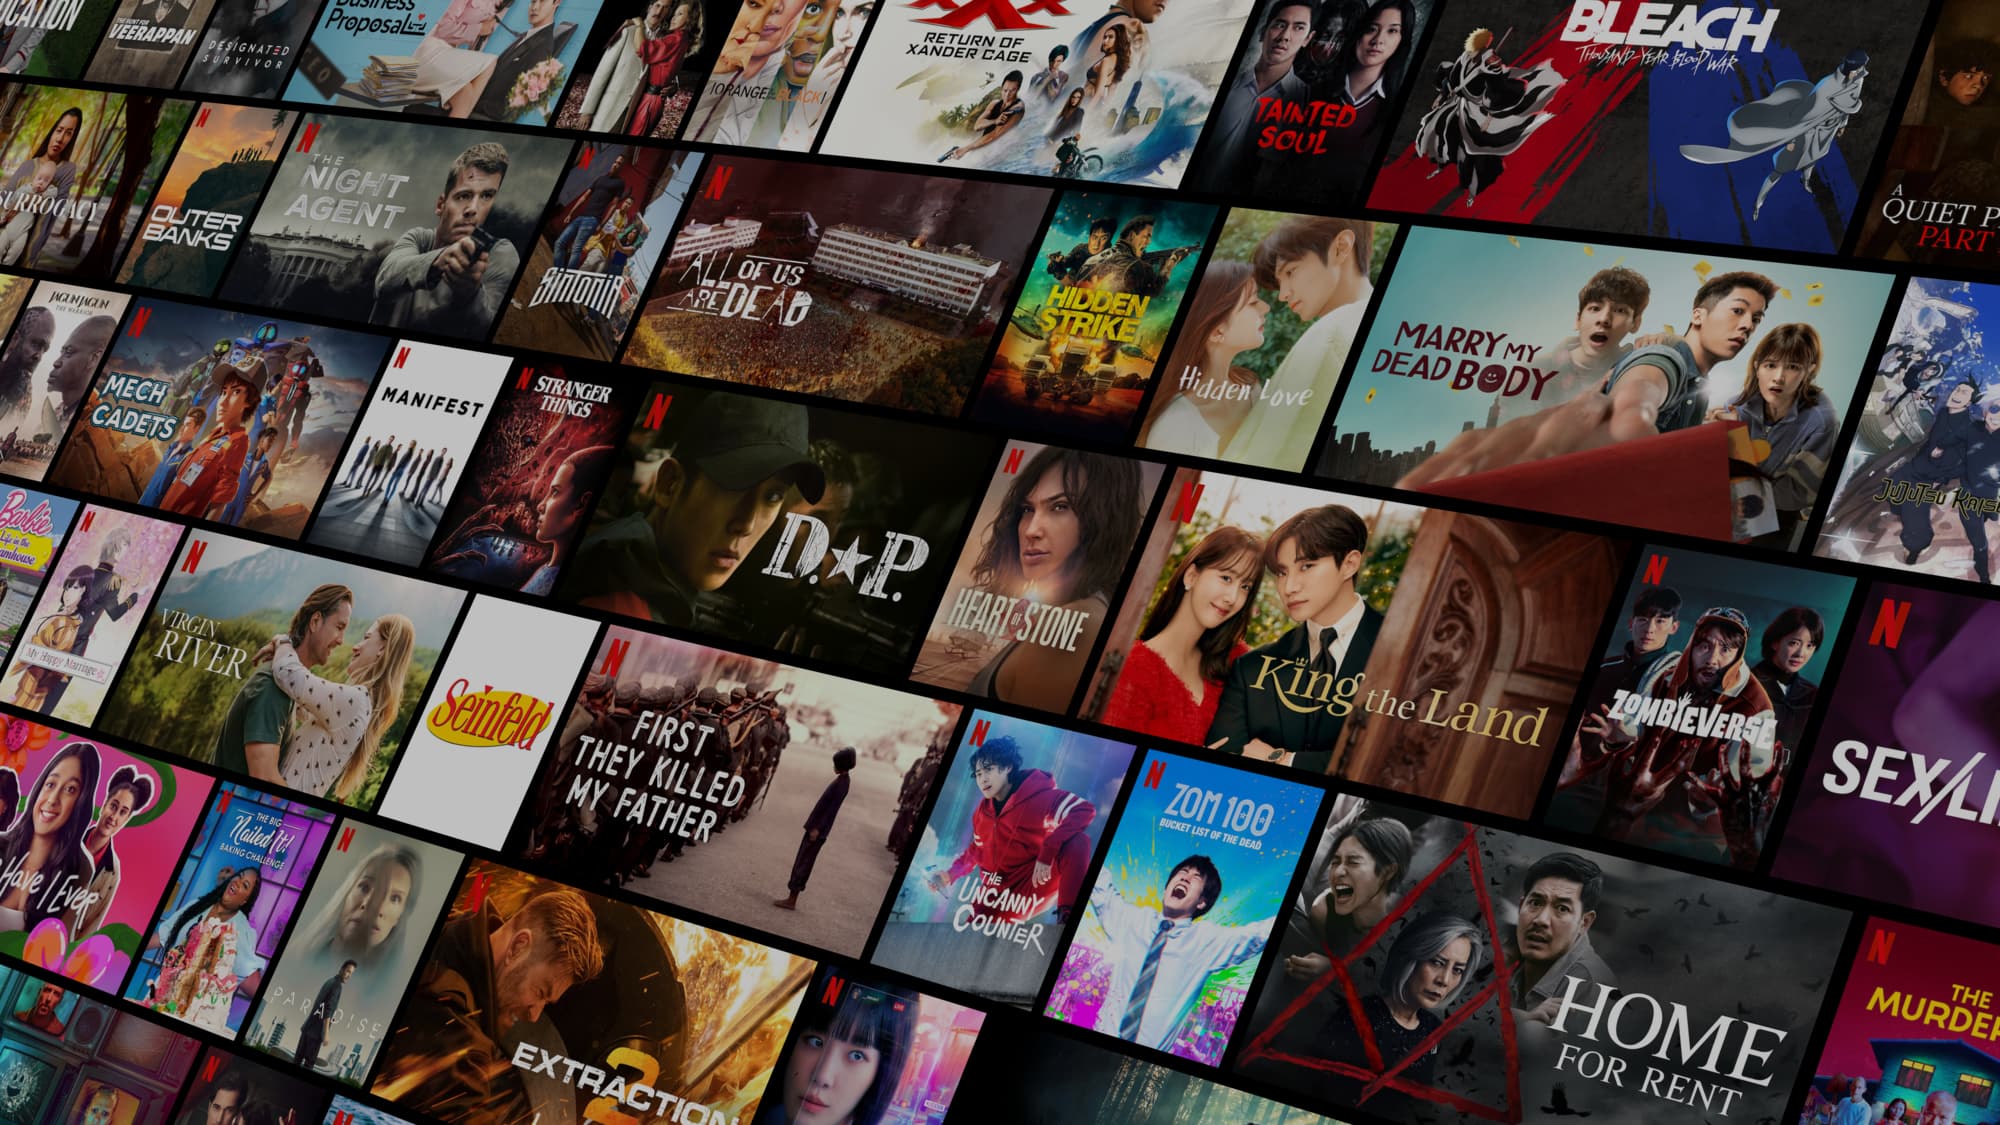 THE HUNT FOR
VEERAPPAN
DESIGNATED
SURVIVOR
Business
Proposal
ORANGE
BLACK
RETURN OF
XANDER CAGE
TAINTED
SOUL
BLEACH
THOUSAND-YEAR BLOOD WAR
A
QUIET P
PART
SURROGACY
OUTER
BANKS
THE
NIGHT
AGENT
SINTONIA
ALL OF US
ARE DEAD
HIDDEN
STRIKE
Hidden Love
MARRY MY
DEAD BODY
JUJUTSU KAIS
JAGUN JAGUN
THE WARRIOR
MECH
CADETS
MANIFEST
STRANGER
THINGS
D.P.
HEART OF STONE
King the Land
ZOMBIEVERSE
SEX/LI
Barbie
Life in the
amhouse
My Happy Marriage
VIRGIN
RIVER
Seinfeld
FIRST
THEY KILLED
MY FATHER
THE
UNCANNY
COUNTER
ZOM 100
BUCKET LIST OF THE DEAD
HOME
FOR RENT
THE
MURDER
Have I Ever
THE BIG
Nailed It!
BAKING CHALLENGE
PARADISE
EXTRACTION
2